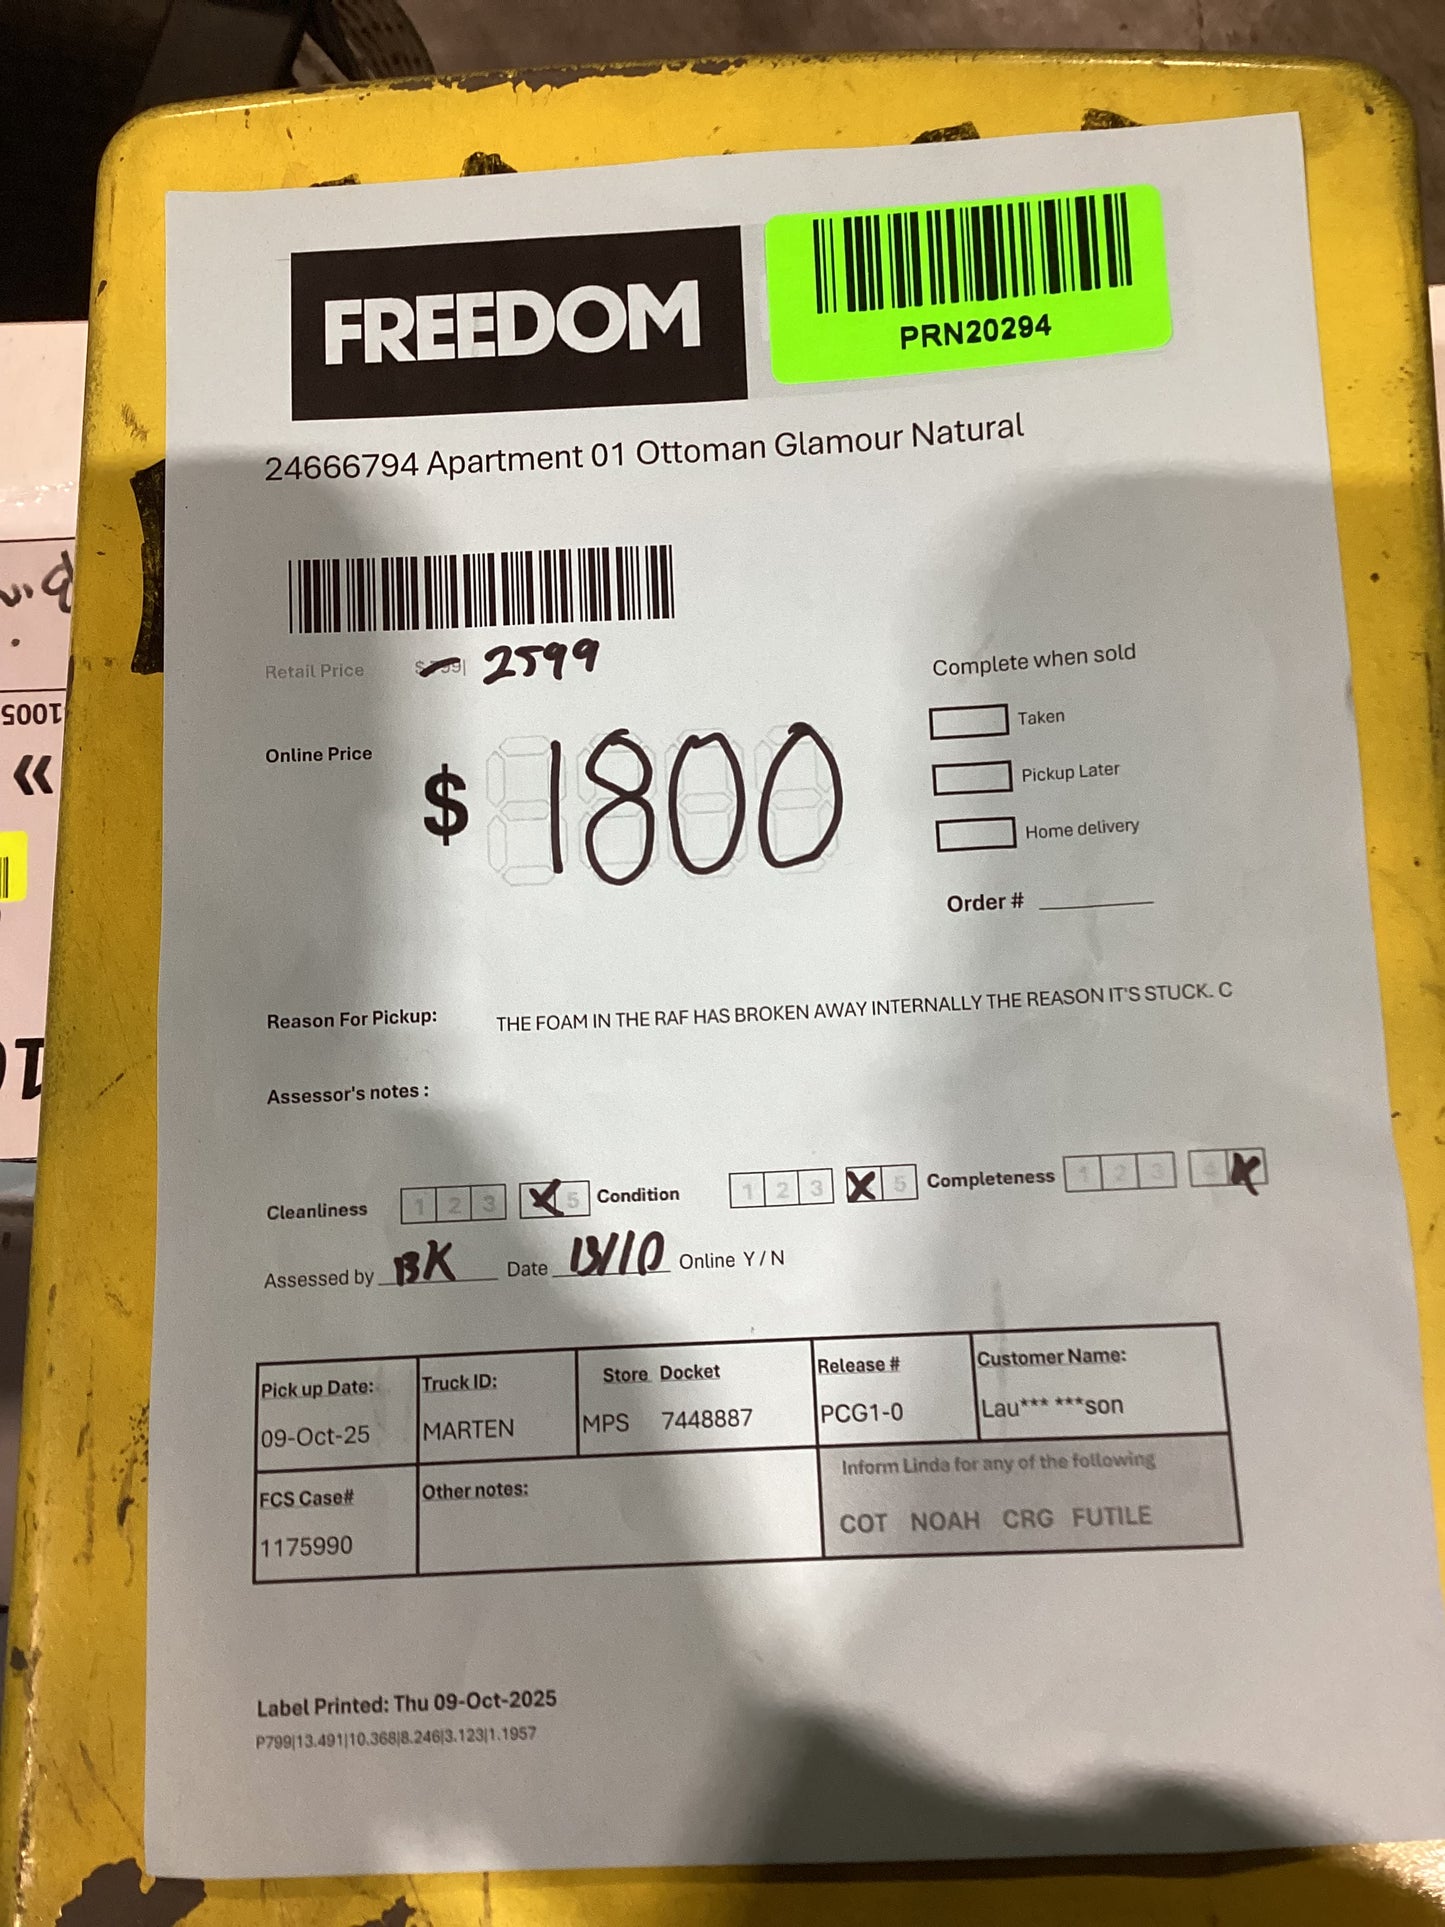 FREEDOM
PRN20294
24666794 Apartment 01 Ottoman Glamour Natural
Retail Price 2599
Complete when sold
Taken
Online Price $ 1800
Pickup Later
Home delivery
Order #
Reason For Pickup: THE FOAM IN THE RAF HAS BROKEN AWAY INTERNALLY THE REASON IT'S STUCK. C
Assessor's notes :
Cleanliness 1 2 3 X 5 Condition 1 2 3 X 5 Completeness 1 2 3 4 X
Assessed by BK Date 13/10 Online Y / N
Pick up Date: Truck ID: Store Docket Release # Customer Name:
09-Oct-25 MARTEN MPS 7448887 PCG1-0 Lau*** ***son
FCS Case# Other notes: Inform Linda for any of the following
1175990 COT NOAH CRG FUTILE
Label Printed: Thu 09-Oct-2025
P799|13.491|10.368|8.246|3.123|1.1957
1005
«